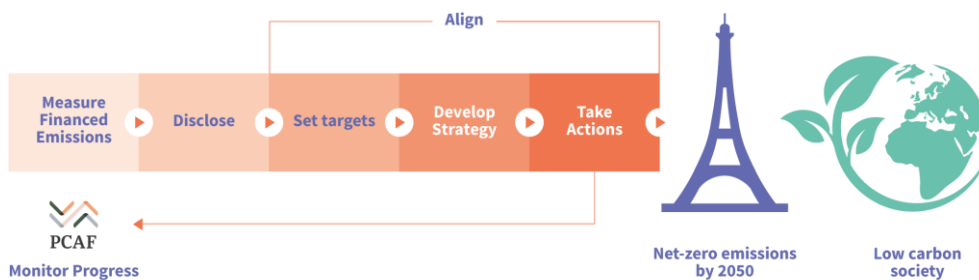 Align
Measure
Financed
Emissions
Disclose
Set targets
Develop
Strategy
Take
Actions
PCAF
Monitor Progress
Net-zero emissions
by 2050
Low carbon
society